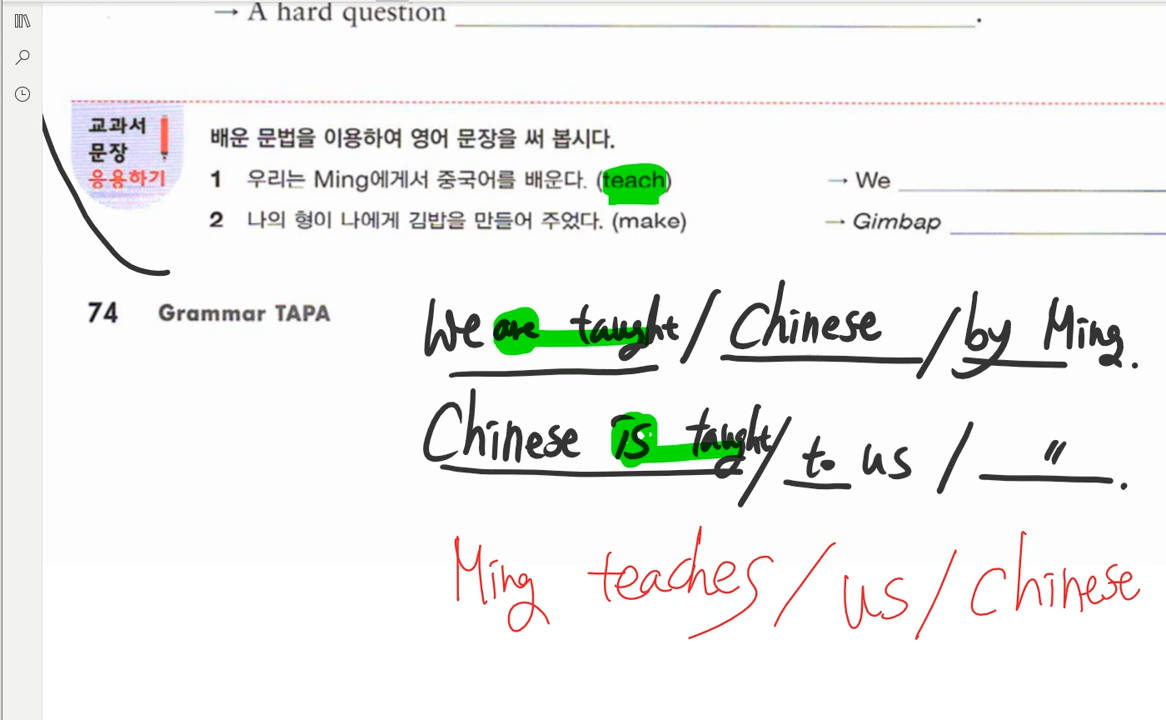 → A hard question ____________________.
교과서 문장 응용하기
배운 문법을 이용하여 영어 문장을 써 봅시다.
1 우리는 Ming에게서 중국어를 배운다. (teach) → We ____________________
2 나의 형이 나에게 김밥을 만들어 주었다. (make) → Gimbap ____________________
74 Grammar TAPA
We are taught / Chinese / by Ming.
Chinese is taught / to us / 〃 .
Ming teaches / us / Chinese